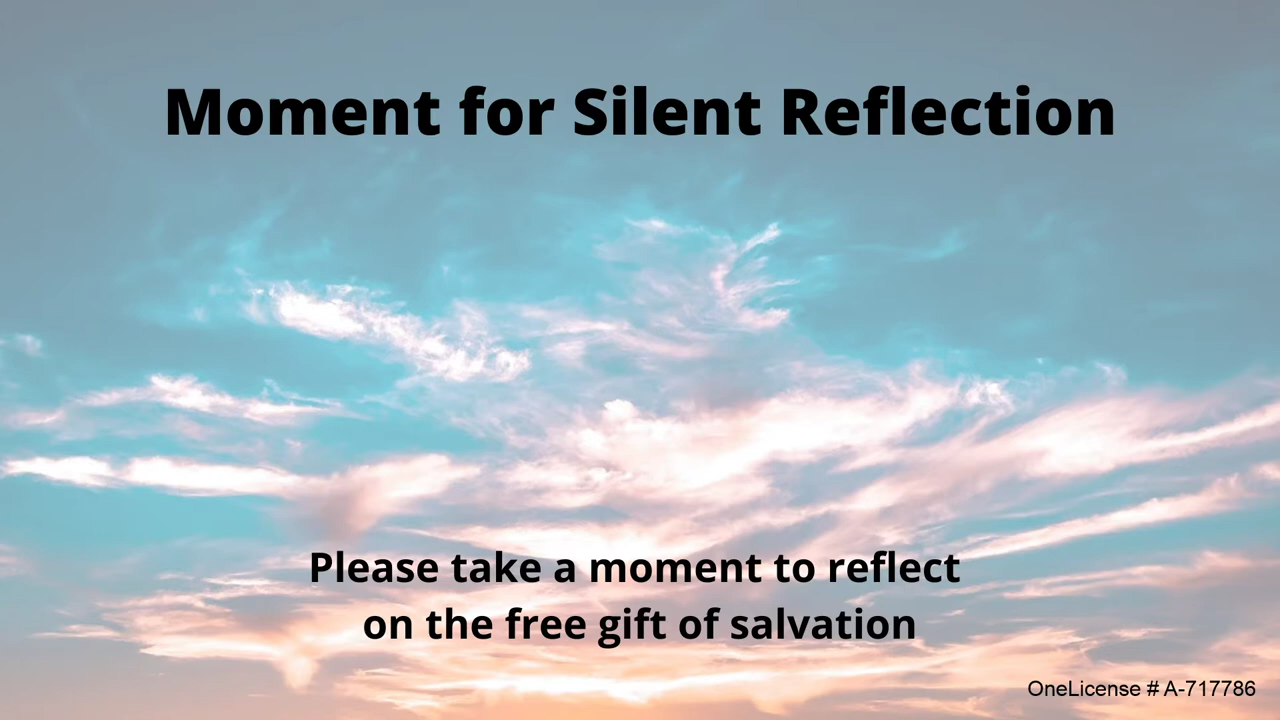 Moment for Silent Reflection
Please take a moment to reflect
on the free gift of salvation
OneLicense # A-717786